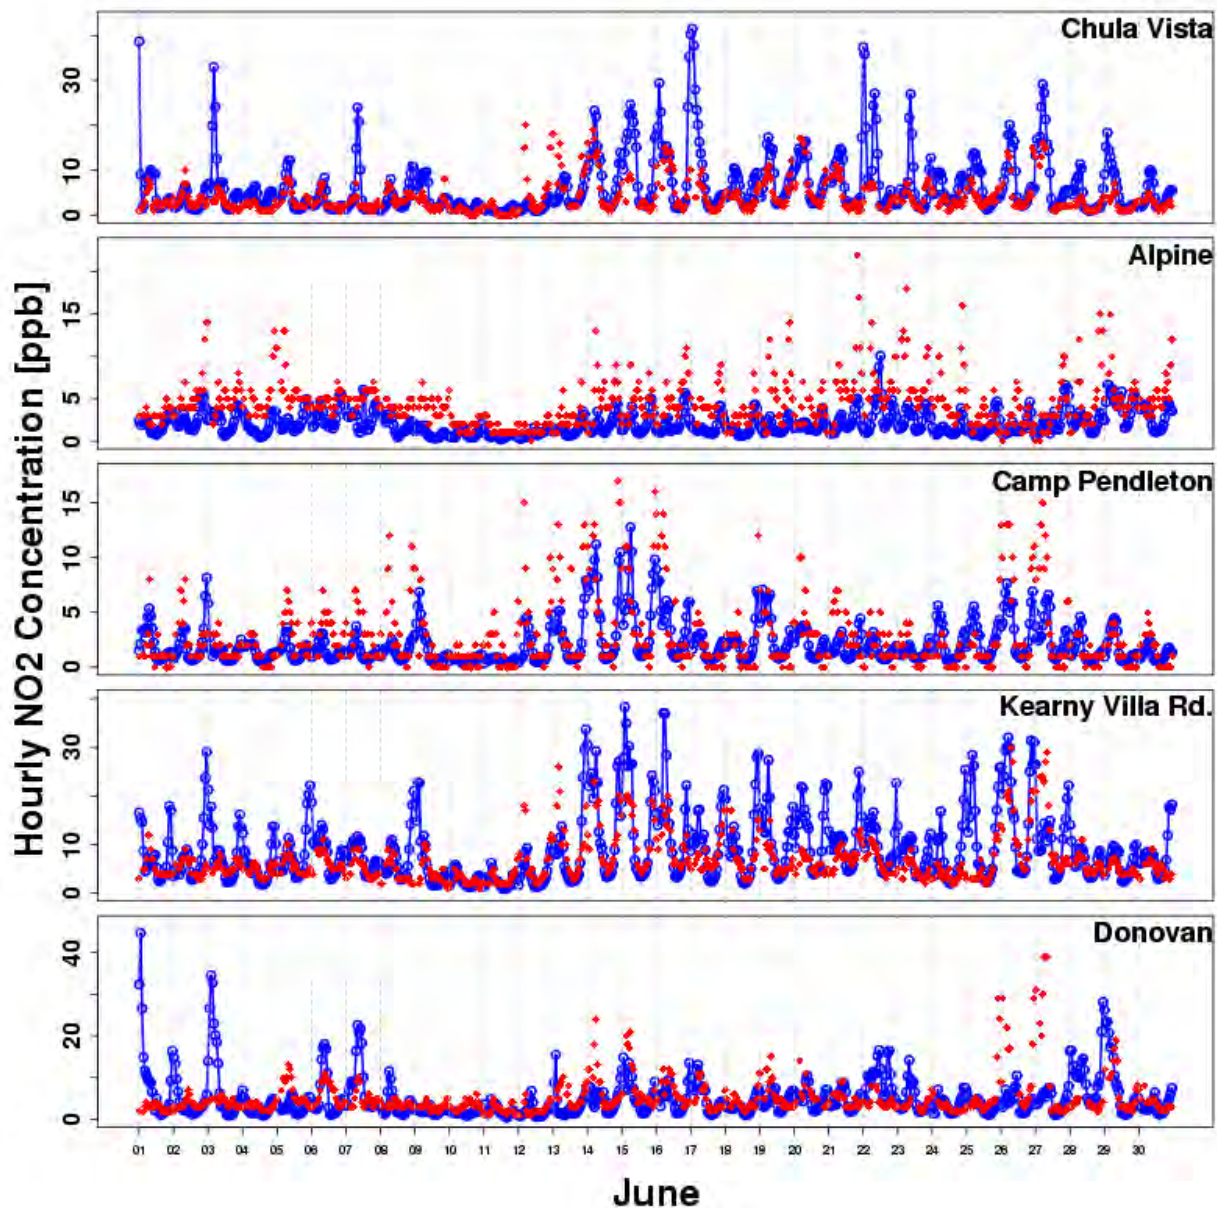 Chula Vista
30
10
0
Alpine
15
5
0
Camp Pendleton
15
10
5
0
Kearny Villa Rd.
30
10
0
Donovan
40
20
0
Hourly NO2 Concentration [ppb]
01 02 03 04 05 06 07 08 09 10 11 12 13 14 15 16 17 18 19 20 21 22 23 24 25 26 27 28 29 30
June